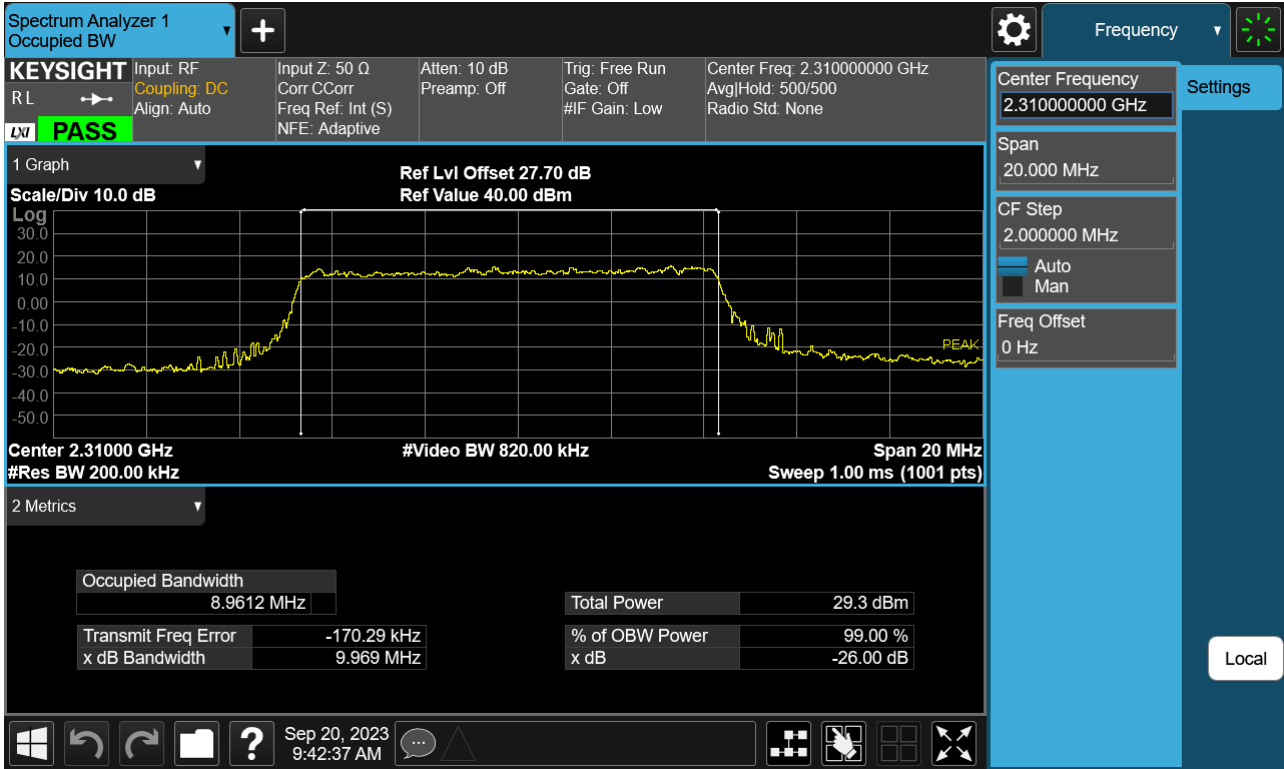 Spectrum Analyzer 1
Occupied BW
Frequency
KEYSIGHT
R L
LXI
PASS
Input: RF
Coupling: DC
Align: Auto
Input Z: 50 Ω
Corr CCorr
Freq Ref: Int (S)
NFE: Adaptive
Atten: 10 dB
Preamp: Off
Trig: Free Run
Gate: Off
#IF Gain: Low
Center Freq: 2.310000000 GHz
Avg|Hold: 500/500
Radio Std: None
Center Frequency
2.310000000 GHz
Settings
Span
20.000 MHz
CF Step
2.000000 MHz
Auto
Man
Freq Offset
0 Hz
Local
1 Graph
Scale/Div 10.0 dB
Ref Lvl Offset 27.70 dB
Ref Value 40.00 dBm
Log
30.0
20.0
10.0
0.00
-10.0
-20.0
-30.0
-40.0
-50.0
PEAK
Center 2.31000 GHz
#Video BW 820.00 kHz
Span 20 MHz
#Res BW 200.00 kHz
Sweep 1.00 ms (1001 pts)
2 Metrics
Occupied Bandwidth
8.9612 MHz
Total Power 29.3 dBm
Transmit Freq Error -170.29 kHz
% of OBW Power 99.00 %
x dB Bandwidth 9.969 MHz
x dB -26.00 dB
?
Sep 20, 2023
9:42:37 AM